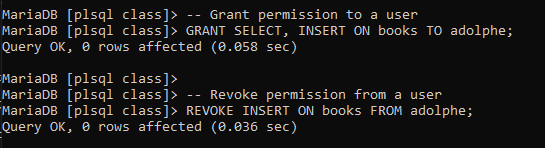 MariaDB [plsql class]> -- Grant permission to a user
MariaDB [plsql class]> GRANT SELECT, INSERT ON books TO adolphe;
Query OK, 0 rows affected (0.058 sec)
MariaDB [plsql class]>
MariaDB [plsql class]> -- Revoke permission from a user
MariaDB [plsql class]> REVOKE INSERT ON books FROM adolphe;
Query OK, 0 rows affected (0.036 sec)